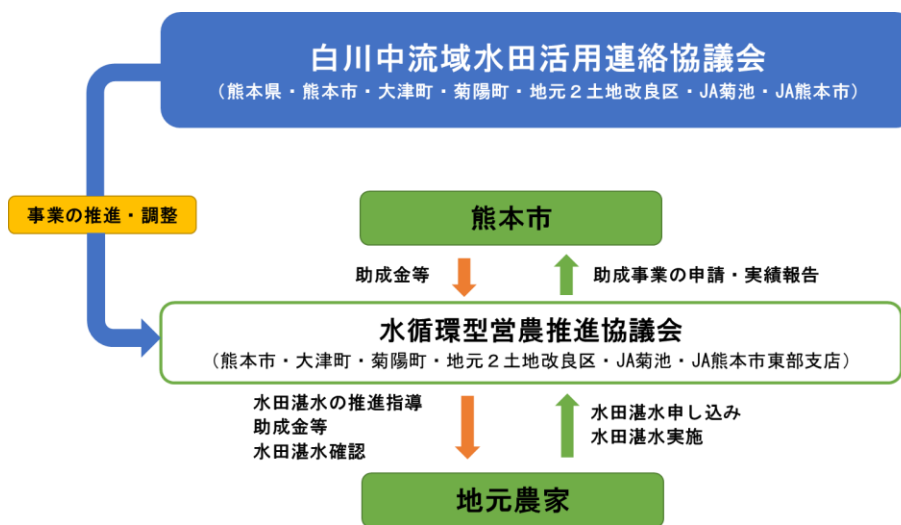 白川中流域水田活用連絡協議会
（熊本県・熊本市・大津町・菊陽町・地元２土地改良区・JA菊池・JA熊本市）
事業の推進・調整
熊本市
助成金等
助成事業の申請・実績報告
水循環型営農推進協議会
（熊本市・大津町・菊陽町・地元２土地改良区・JA菊池・JA熊本市東部支店）
水田湛水の推進指導
助成金等
水田湛水確認
水田湛水申し込み
水田湛水実施
地元農家